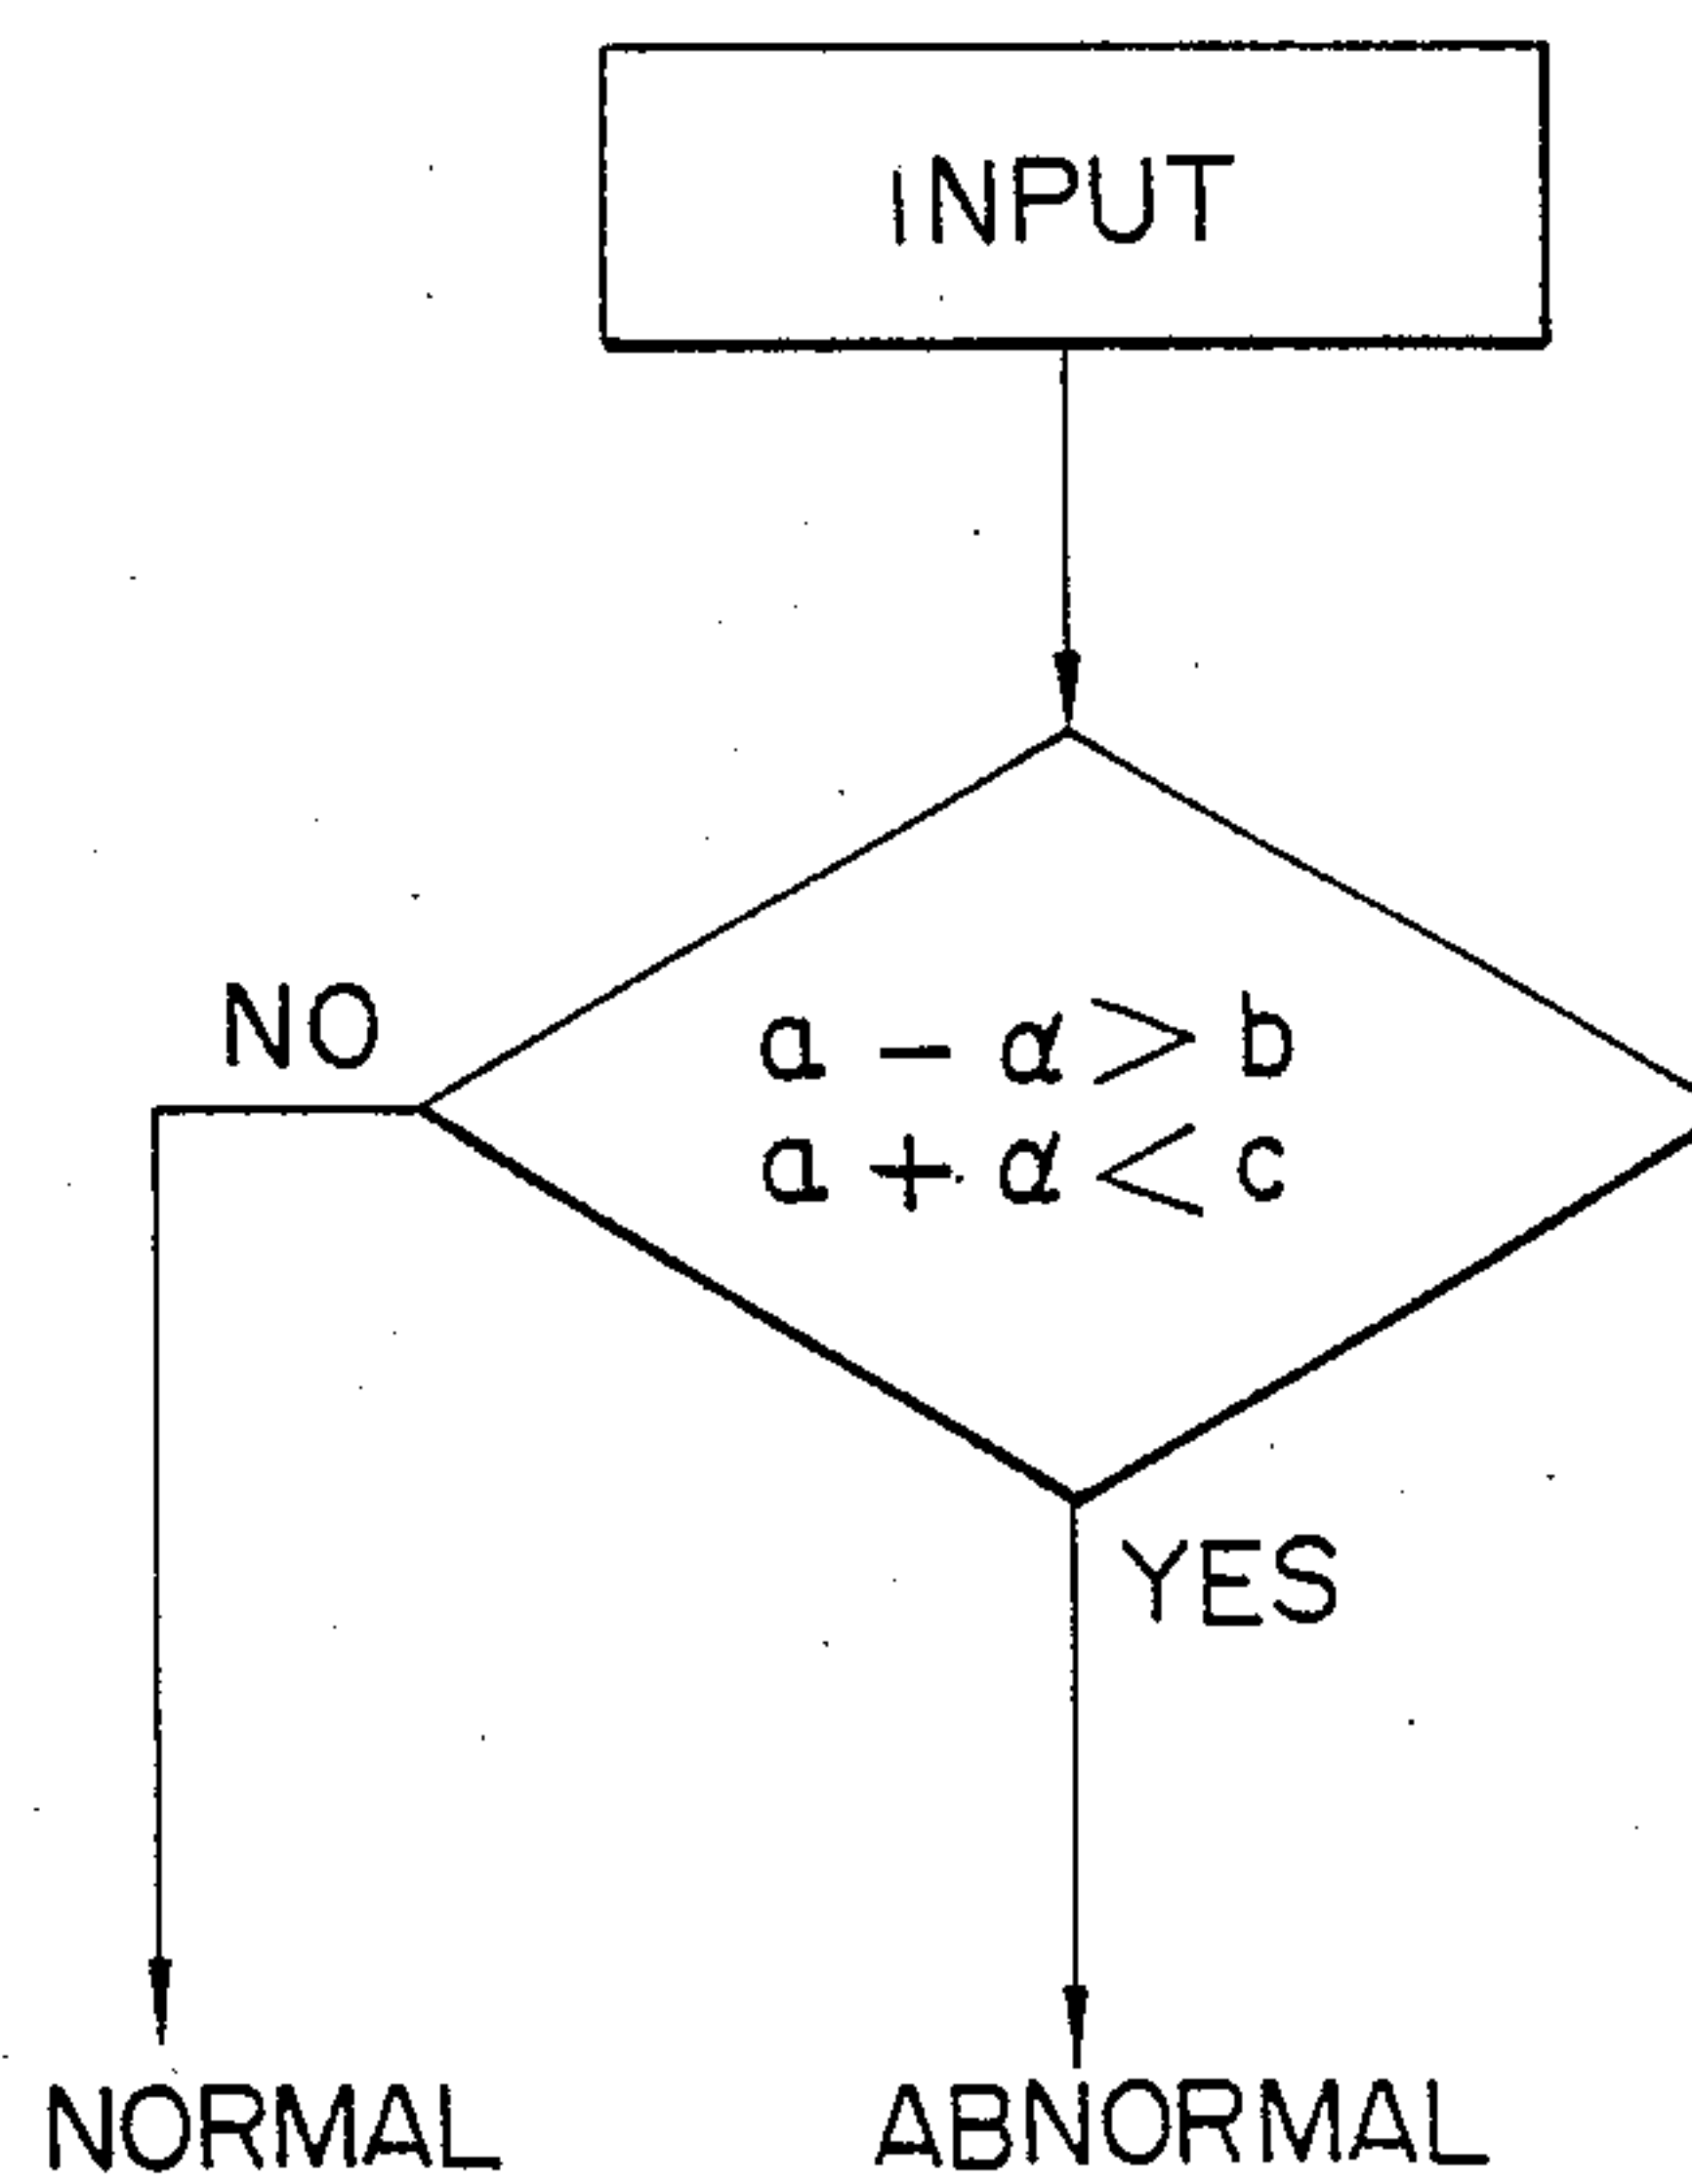 INPUT
NO
a - α > b
a + α < c
YES
NORMAL
ABNORMAL